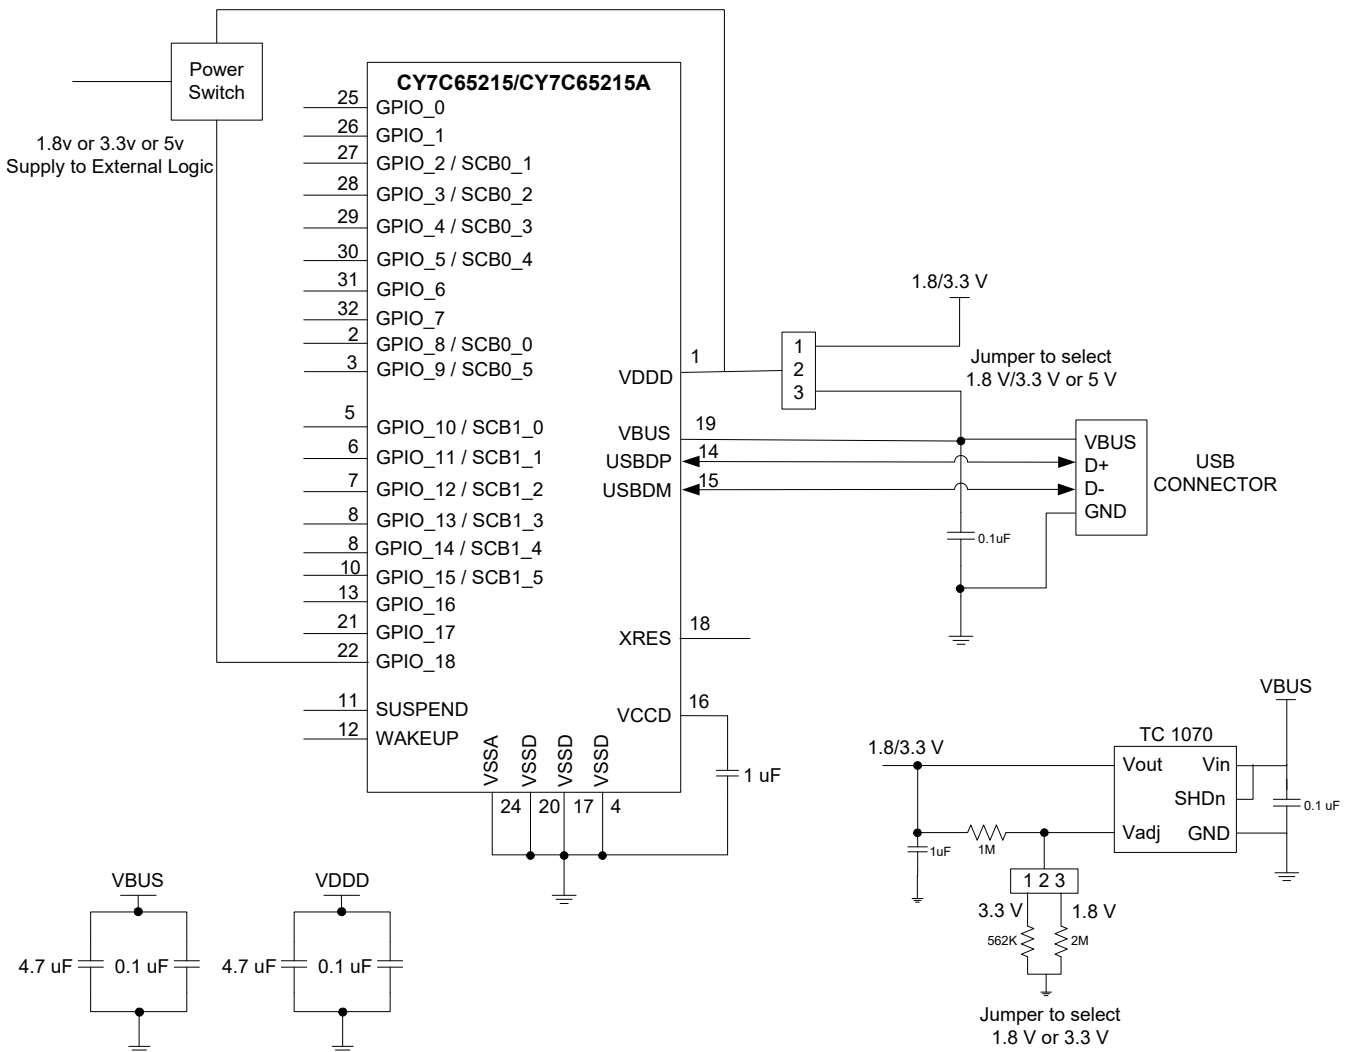 Power
Switch
1.8v or 3.3v or 5v
Supply to External Logic
CY7C65215/CY7C65215A
25 GPIO_0
26 GPIO_1
27 GPIO_2 / SCB0_1
28 GPIO_3 / SCB0_2
29 GPIO_4 / SCB0_3
30 GPIO_5 / SCB0_4
31 GPIO_6
32 GPIO_7
2 GPIO_8 / SCB0_0
3 GPIO_9 / SCB0_5
5 GPIO_10 / SCB1_0
6 GPIO_11 / SCB1_1
7 GPIO_12 / SCB1_2
8 GPIO_13 / SCB1_3
8 GPIO_14 / SCB1_4
10 GPIO_15 / SCB1_5
13 GPIO_16
21 GPIO_17
22 GPIO_18
11 SUSPEND
12 WAKEUP
VDDD 1
VBUS 19
USBDP 14
USBDM 15
XRES 18
VCCD 16
VSSA
VSSD
VSSD
VSSD
24 20 17 4
1 uF
1.8/3.3 V
1
2
3
Jumper to select
1.8 V/3.3 V or 5 V
VBUS
D+
D-
GND
USB
CONNECTOR
0.1uF
VBUS
TC 1070
1.8/3.3 V
Vout Vin
SHDn
Vadj GND
0.1 uF
1uF
1M
1 2 3
3.3 V 1.8 V
562K 2M
Jumper to select
1.8 V or 3.3 V
VBUS
4.7 uF 0.1 uF
VDDD
4.7 uF 0.1 uF